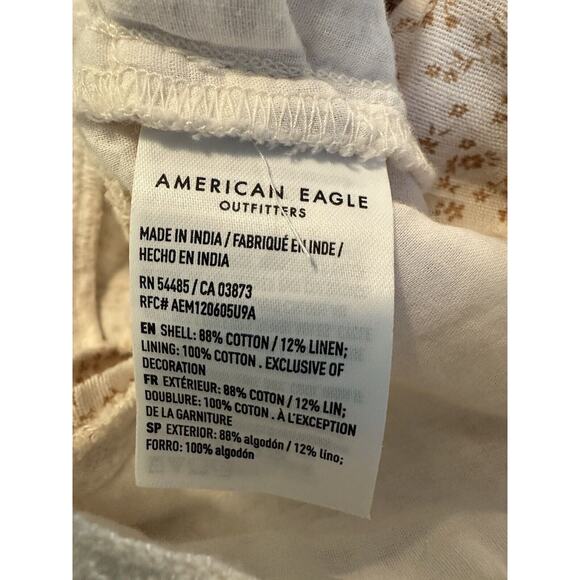 AMERICAN EAGLE
OUTFITTERS
MADE IN INDIA / FABRIQUÉ EN INDE /
HECHO EN INDIA
RN 54485 / CA 03873
RFC# AEM120605U9A
EN SHELL: 88% COTTON / 12% LINEN;
LINING: 100% COTTON . EXCLUSIVE OF
DECORATION
FR EXTÉRIEUR: 88% COTON / 12% LIN;
DOUBLURE: 100% COTON . À L'EXCEPTION
DE LA GARNITURE
SP EXTERIOR: 88% algodón / 12% lino;
FORRO: 100% algodón